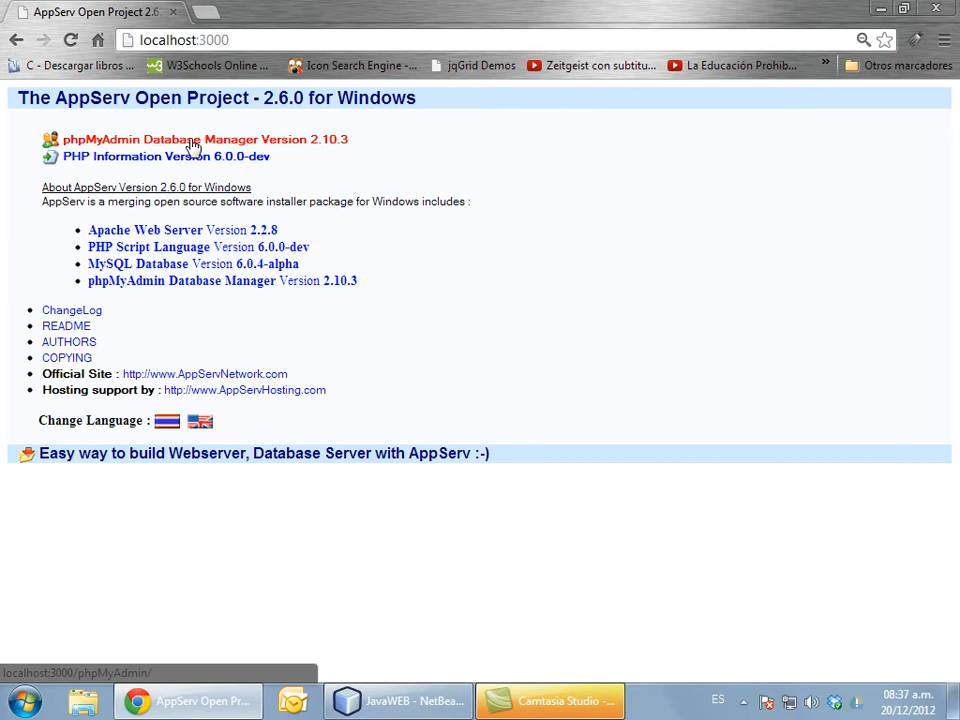 AppServ Open Project 2.6.
localhost:3000
C - Descargar libros ...
W3Schools Online ...
Icon Search Engine -...
jqGrid Demos
Zeitgeist con subtitu...
La Educación Prohib...
»
Otros marcadores
The AppServ Open Project - 2.6.0 for Windows
phpMyAdmin Database Manager Version 2.10.3
PHP Information Version 6.0.0-dev
About AppServ Version 2.6.0 for Windows
AppServ is a merging open source software installer package for Windows includes :
Apache Web Server Version 2.2.8
PHP Script Language Version 6.0.0-dev
MySQL Database Version 6.0.4-alpha
phpMyAdmin Database Manager Version 2.10.3
ChangeLog
README
AUTHORS
COPYING
Official Site : http://www.AppServNetwork.com
Hosting support by : http://www.AppServHosting.com
Change Language :
Easy way to build Webserver, Database Server with AppServ :-)
localhost:3000/phpMyAdmin/
AppServ Open Pr...
JavaWEB - NetBea...
Camtasia Studio -...
ES
08:37 a.m.
20/12/2012